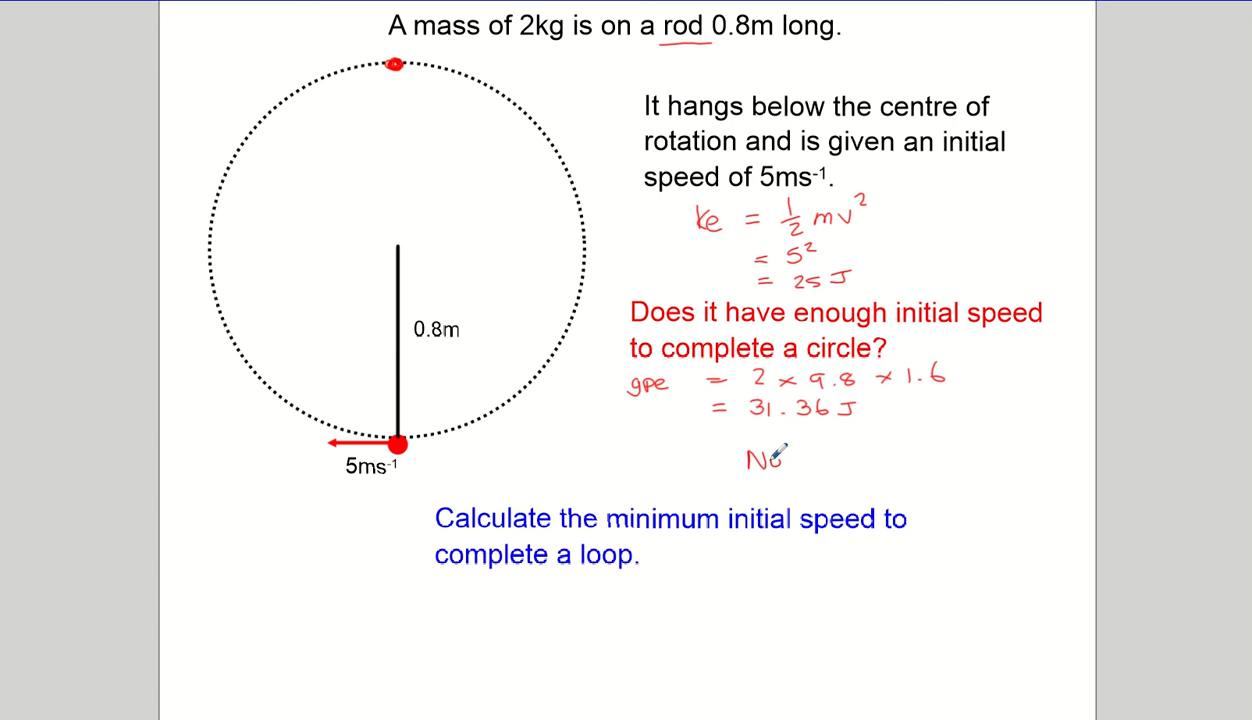 A mass of 2kg is on a rod 0.8m long.
It hangs below the centre of
rotation and is given an initial
speed of 5ms⁻¹.
Ke = 1/2 mv²
= 5²
= 25 J
Does it have enough initial speed
to complete a circle?
gpe = 2 × 9.8 × 1.6
= 31.36 J
No
0.8m
5ms⁻¹
Calculate the minimum initial speed to
complete a loop.